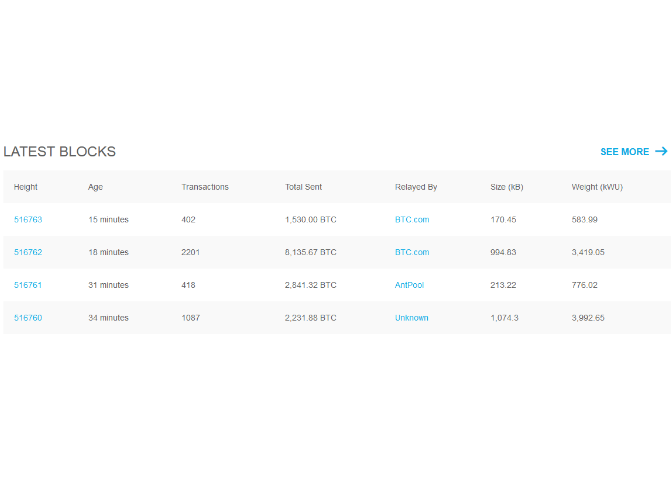 LATEST BLOCKS SEE MORE →
Height Age Transactions Total Sent Relayed By Size (kB) Weight (kWU)
516763 15 minutes 402 1,530.00 BTC BTC.com 170.45 583.99
516762 18 minutes 2201 8,135.67 BTC BTC.com 994.83 3,419.05
516761 31 minutes 418 2,841.32 BTC AntPool 213.22 776.02
516760 34 minutes 1087 2,231.88 BTC Unknown 1,074.3 3,992.65